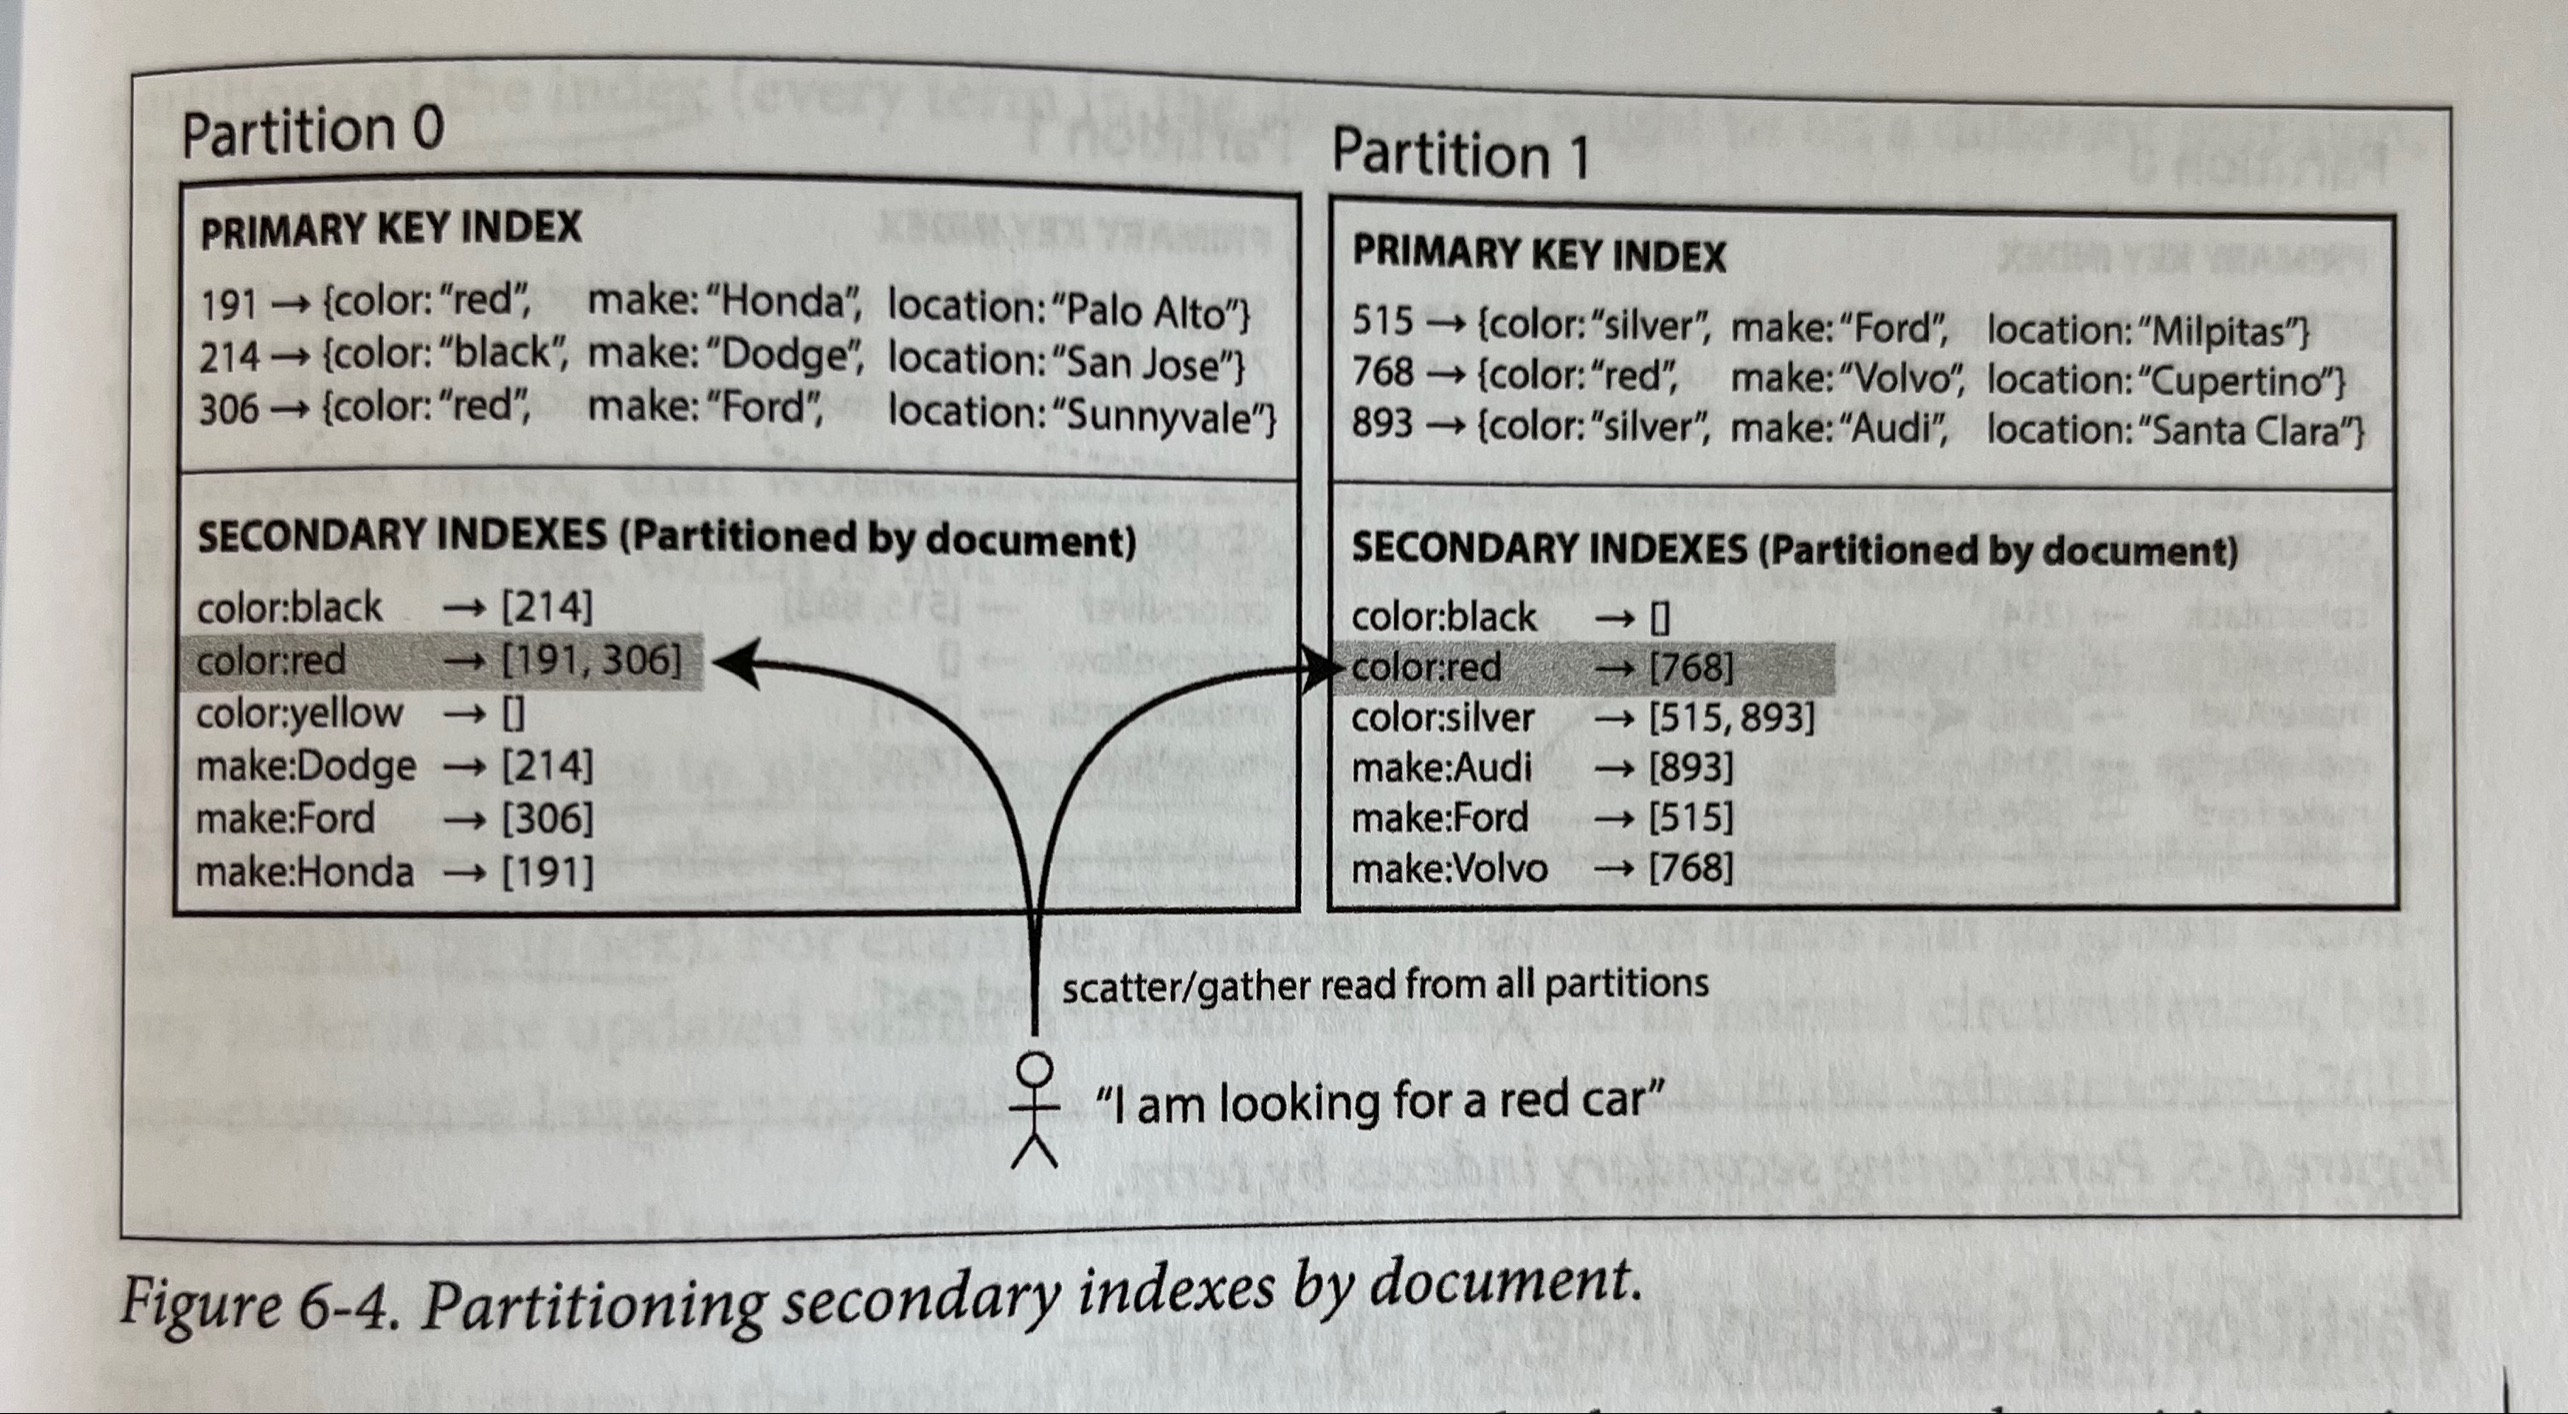 Partition 0
PRIMARY KEY INDEX
191 → {color: “red”, make: “Honda”, location: “Palo Alto”}
214 → {color: “black”, make: “Dodge”, location: “San Jose”}
306 → {color: “red”, make: “Ford”, location: “Sunnyvale”}
SECONDARY INDEXES (Partitioned by document)
color:black → [214]
color:red → [191, 306]
color:yellow → []
make:Dodge → [214]
make:Ford → [306]
make:Honda → [191]
Partition 1
PRIMARY KEY INDEX
515 → {color: “silver”, make: “Ford”, location: “Milpitas”}
768 → {color: “red”, make: “Volvo”, location: “Cupertino”}
893 → {color: “silver”, make: “Audi”, location: “Santa Clara”}
SECONDARY INDEXES (Partitioned by document)
color:black → []
color:red → [768]
color:silver → [515, 893]
make:Audi → [893]
make:Ford → [515]
make:Volvo → [768]
scatter/gather read from all partitions
“I am looking for a red car”
Figure 6-4. Partitioning secondary indexes by document.